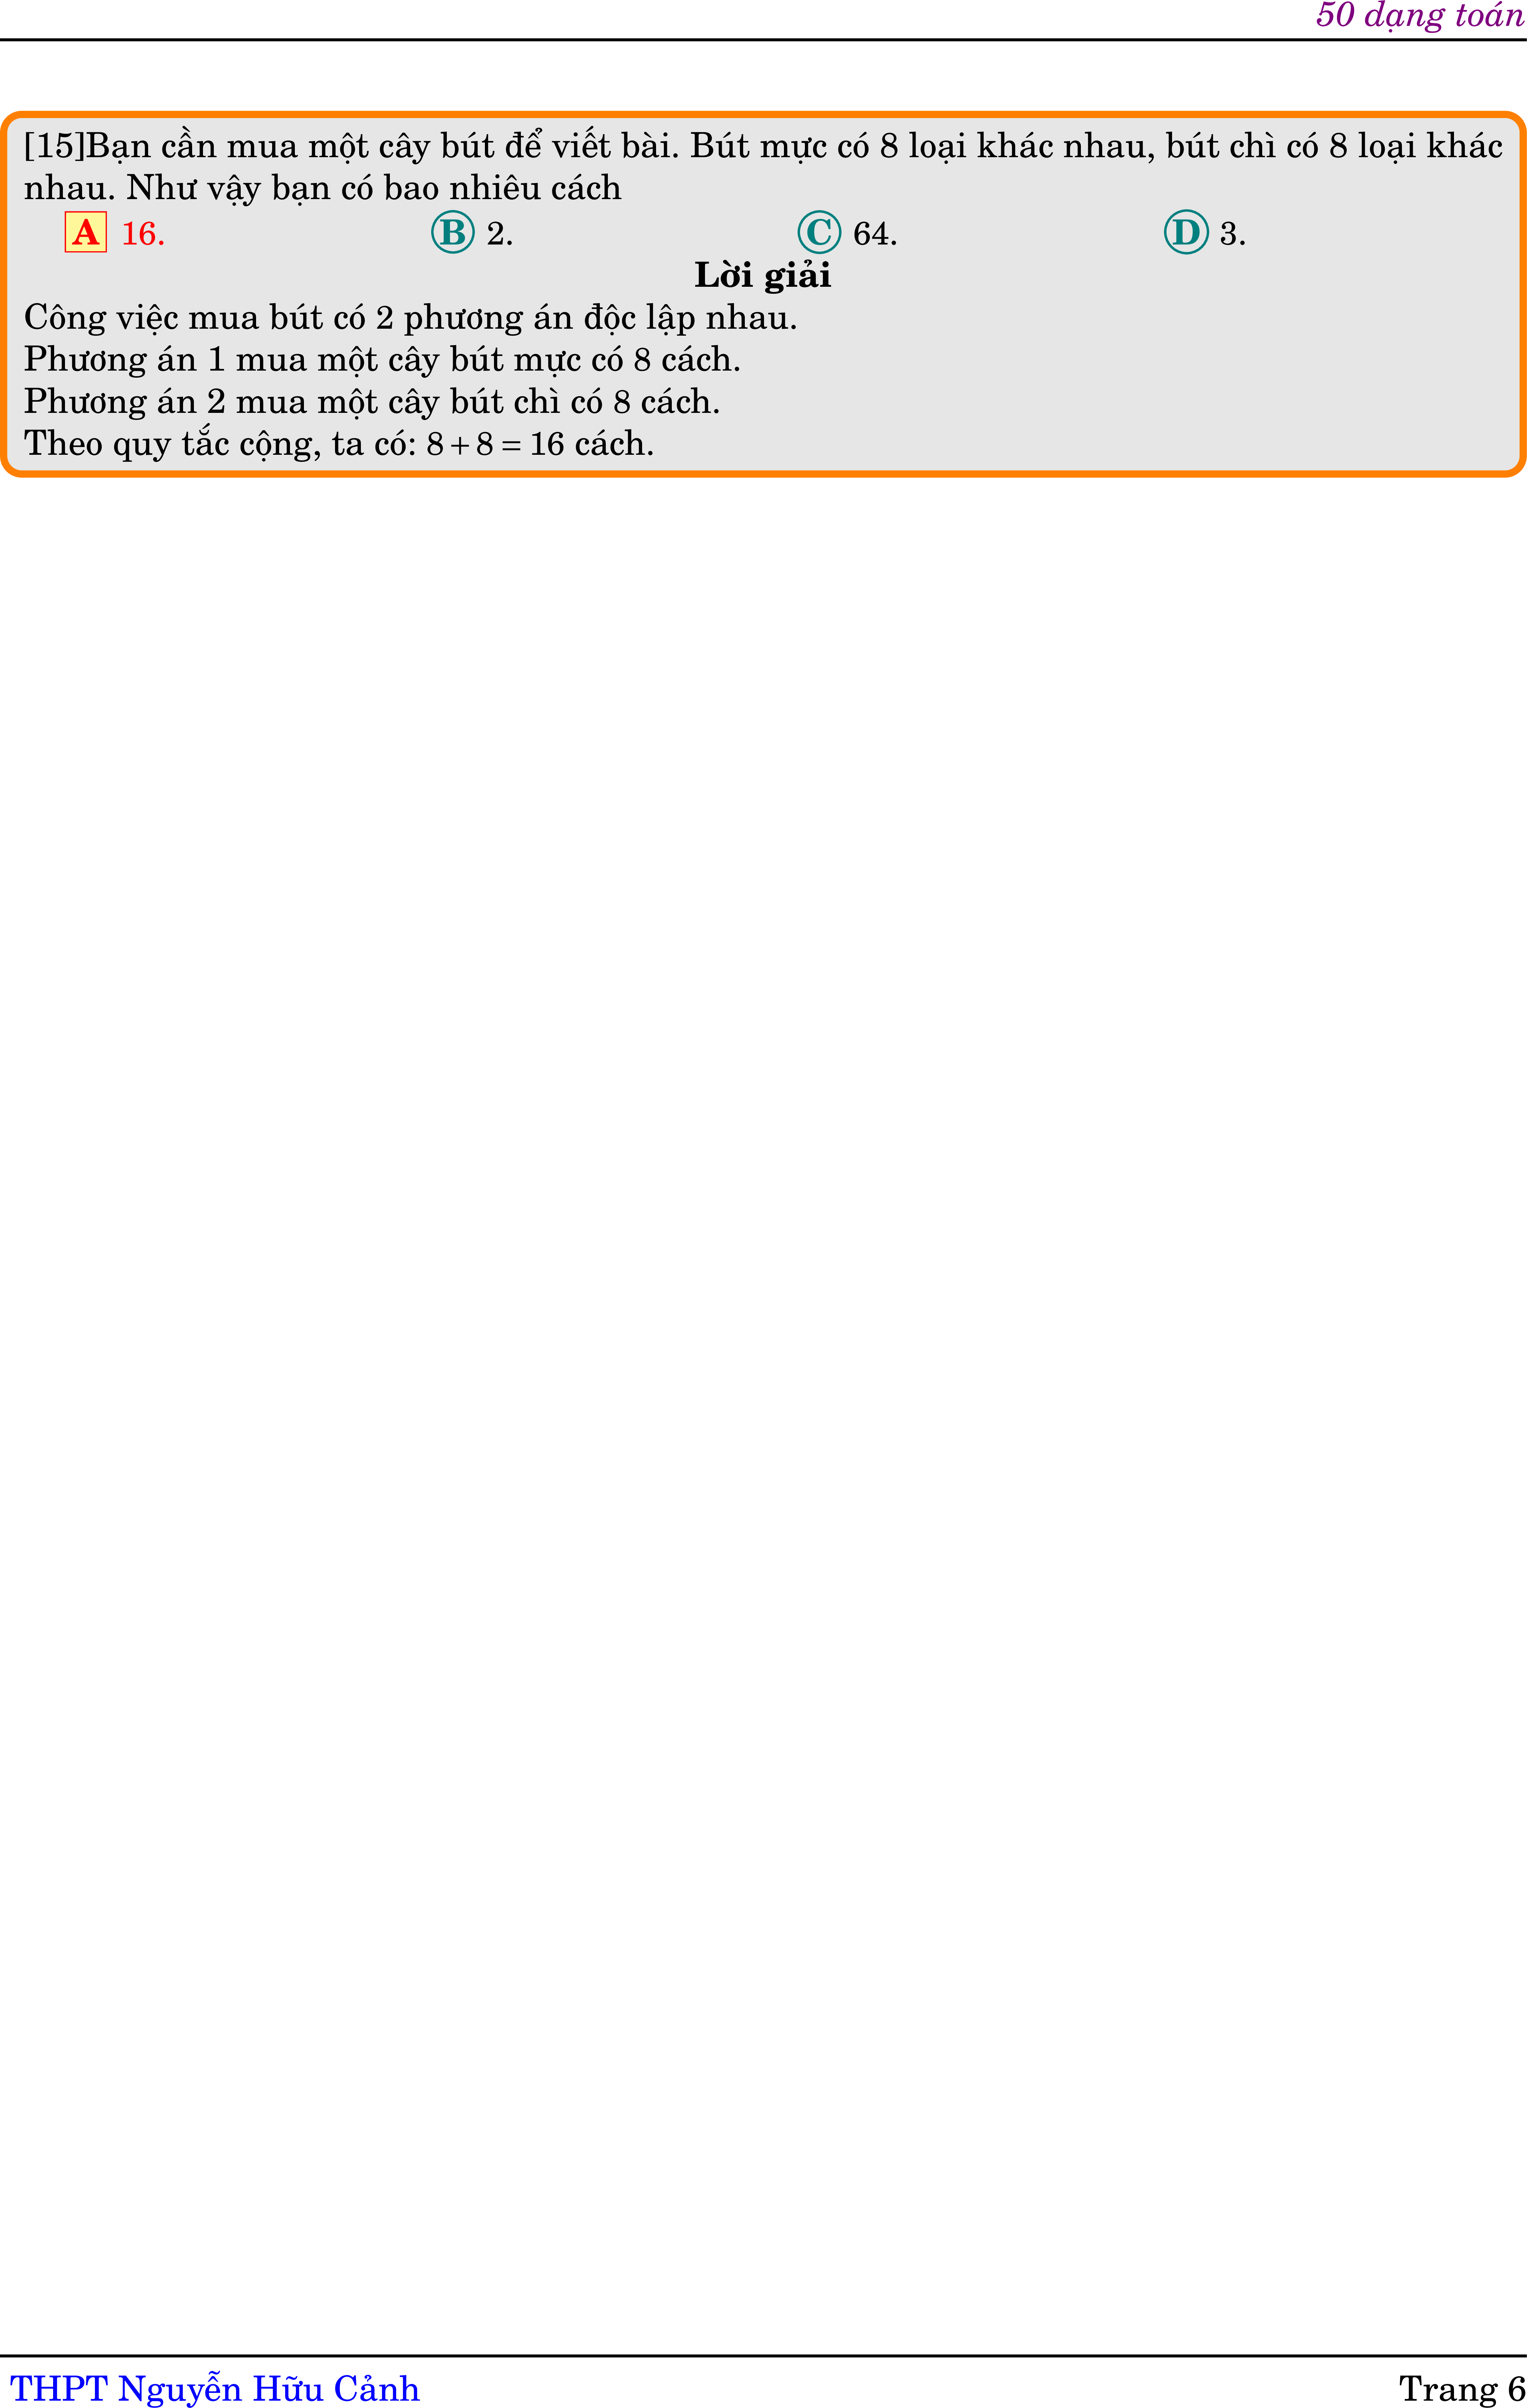 50 dạng toán
[15]Bạn cần mua một cây bút để viết bài. Bút mực có 8 loại khác nhau, bút chì có 8 loại khác
nhau. Như vậy bạn có bao nhiêu cách
A 16. B 2. C 64. D 3.
Lời giải
Công việc mua bút có 2 phương án độc lập nhau.
Phương án 1 mua một cây bút mực có 8 cách.
Phương án 2 mua một cây bút chì có 8 cách.
Theo quy tắc cộng, ta có: 8 + 8 = 16 cách.
THPT Nguyễn Hữu Cảnh Trang 6